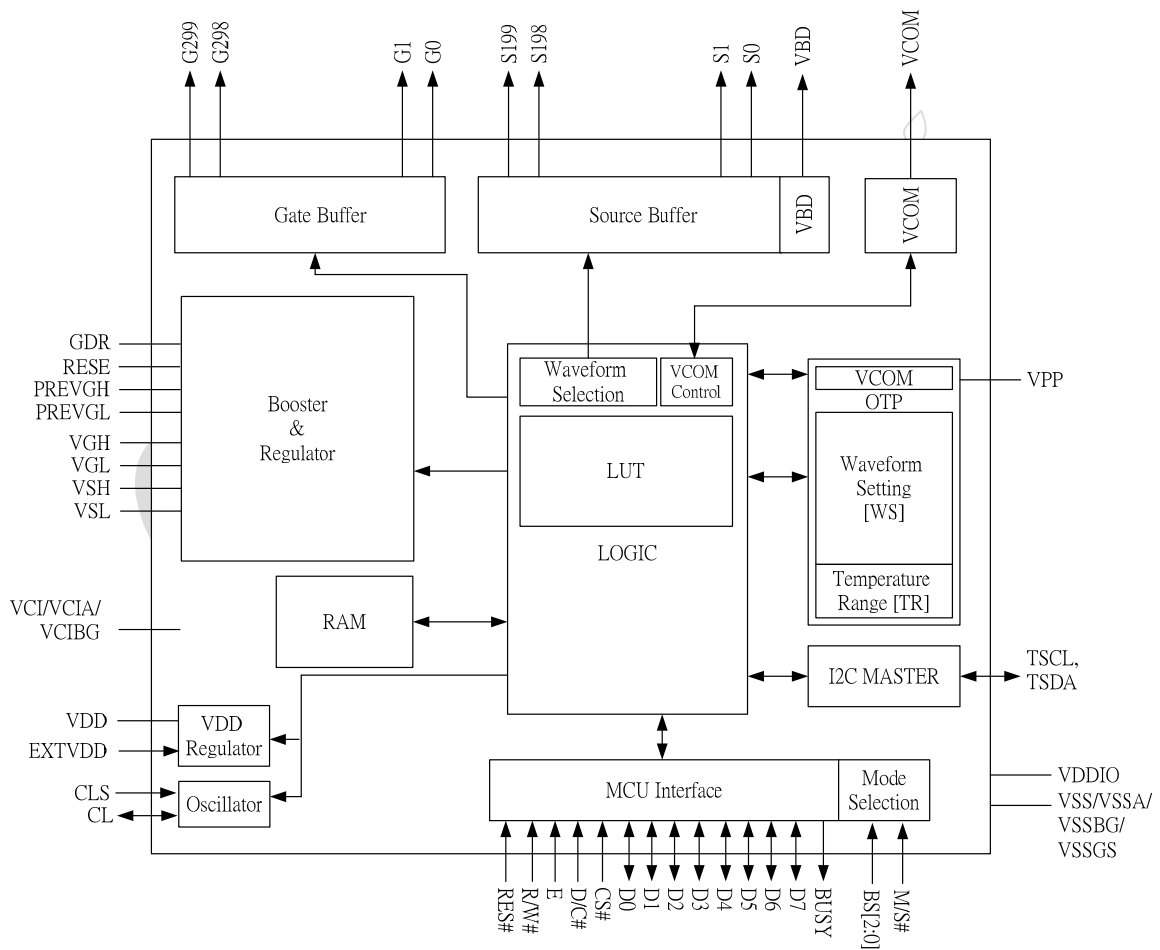 G299
G298
G1
G0
S199
S198
S1
S0
VBD
VCOM
Gate Buffer
Source Buffer
VBD
VCOM
GDR
RESE
PREVGH
PREVGL
VGH
VGL
VSH
VSL
Booster
&
Regulator
Waveform
Selection
VCOM
Control
LUT
LOGIC
VCOM
OTP
Waveform
Setting
[WS]
Temperature
Range [TR]
VPP
VCI/VCIA/
VCIBG
RAM
I2C MASTER
TSCL,
TSDA
VDD
EXTVDD
VDD
Regulator
CLS
CL
Oscillator
MCU Interface
Mode
Selection
VDDIO
VSS/VSSA/
VSSBG/
VSSGS
RES#
R/W#
E
D/C#
CS#
D0
D1
D2
D3
D4
D5
D6
D7
BUSY
BS[2:0]
M/S#